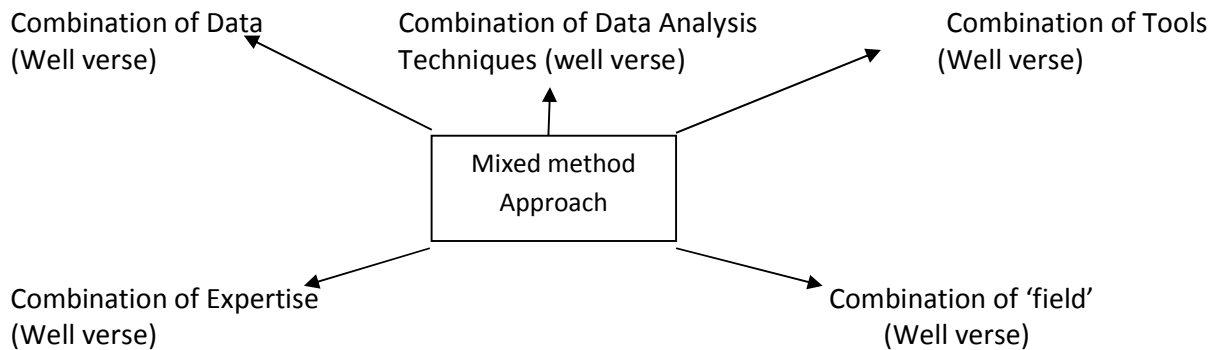 Combination of Data
(Well verse)
Combination of Data Analysis
Techniques (well verse)
Combination of Tools
(Well verse)
Mixed method
Approach
Combination of Expertise
(Well verse)
Combination of ‘field’
(Well verse)